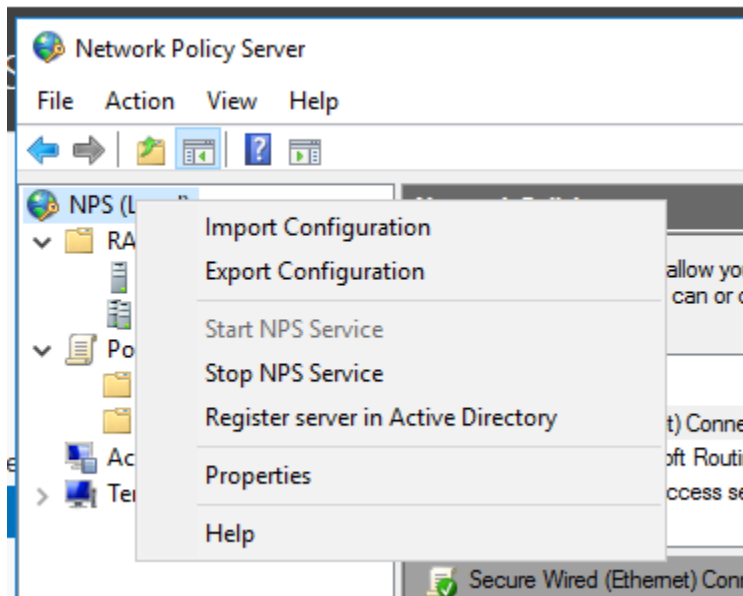 Network Policy Server
File Action View Help
NPS (L
Import Configuration
RA
Export Configuration
allow yo
can or
Start NPS Service
Po
Stop NPS Service
Register server in Active Directory
t) Conne
Ac
oft Routi
Properties
Te
ccess se
Help
Secure Wired (Ethernet) Conn